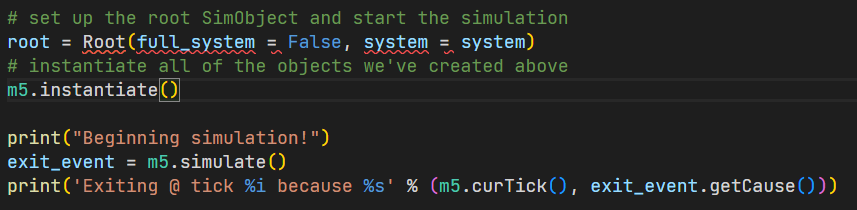 # set up the root SimObject and start the simulation
root = Root(full_system = False, system = system)
# instantiate all of the objects we've created above
m5.instantiate()
print("Beginning simulation!")
exit_event = m5.simulate()
print('Exiting @ tick %i because %s' % (m5.curTick(), exit_event.getCause()))